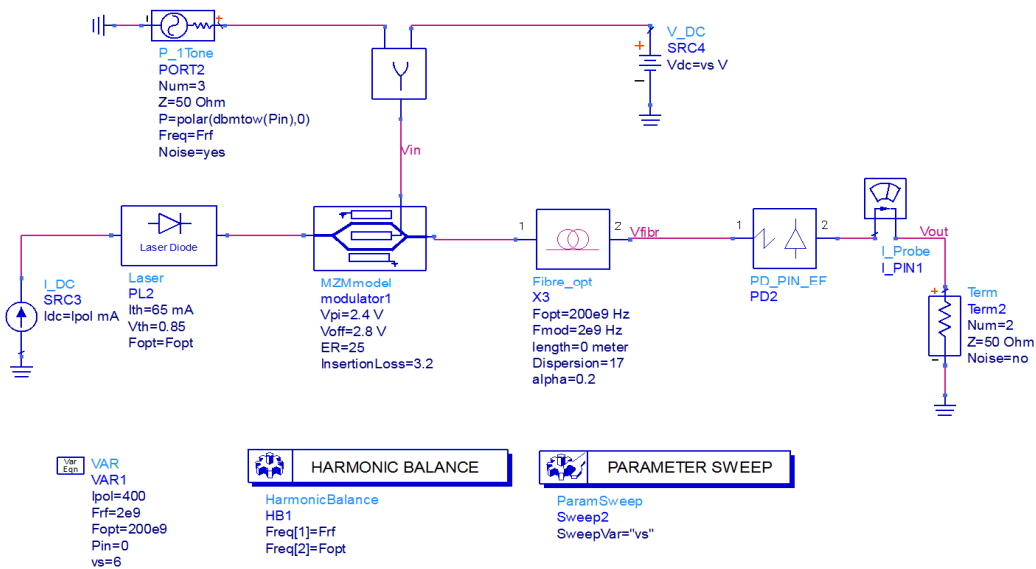 1
+
P_1Tone
PORT2
Num=3
Z=50 Ohm
P=polar(dbmtow(Pin),0)
Freq=Frf
Noise=yes
+
−
V_DC
SRC4
Vdc=vs V
Vin
I_DC
SRC3
Idc=Ipol mA
Laser Diode
Laser
PL2
Ith=65 mA
Vth=0.85
Fopt=Fopt
MZMmodel
modulator1
Vpi=2.4 V
Voff=2.8 V
ER=25
InsertionLoss=3.2
1
2
Fibre_opt
X3
Fopt=200e9 Hz
Fmod=2e9 Hz
length=0 meter
Dispersion=17
alpha=0.2
Vfibr
1
2
PD_PIN_EF
PD2
I_Probe
I_PIN1
Vout
+
−
Term
Term2
Num=2
Z=50 Ohm
Noise=no
Var
Eqn
VAR
VAR1
Ipol=400
Frf=2e9
Fopt=200e9
Pin=0
vs=6
HARMONIC BALANCE
HarmonicBalance
HB1
Freq[1]=Frf
Freq[2]=Fopt
PARAMETER SWEEP
ParamSweep
Sweep2
SweepVar="vs"